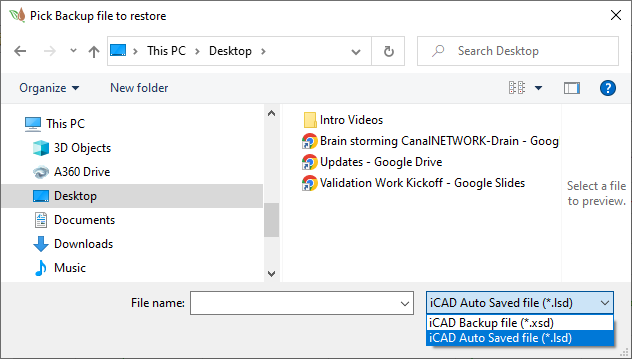 Pick Backup file to restore
This PC > Desktop >
Search Desktop
Organize
New folder
?
This PC
3D Objects
A360 Drive
Desktop
Documents
Downloads
Music
Intro Videos
Brain storming CanalNETWORK-Drain - Goog
Updates - Google Drive
Validation Work Kickoff - Google Slides
Select a file
to preview.
File name:
iCAD Auto Saved file (*.lsd)
iCAD Backup file (*.xsd)
iCAD Auto Saved file (*.lsd)